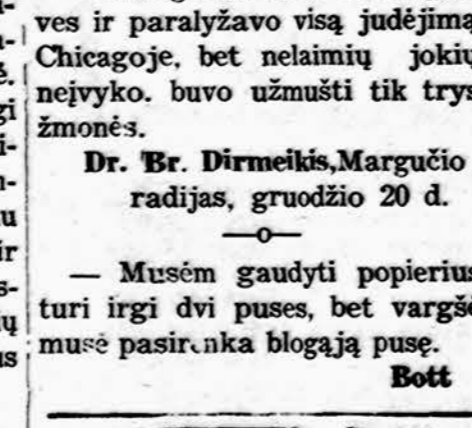 ves ir paralyžavo visą judėjimą
Chicagoje, bet nelaimių jokių
neįvyko. buvo užmušti tik trys
žmonės.
Dr. Br. Dirmeikis,Margučio
radijas, gruodžio 20 d.
—o—
— Musėm gaudyti popierius
turi irgi dvi puses, bet vargšė
musė pasirenka blogąją pusę.
Bott